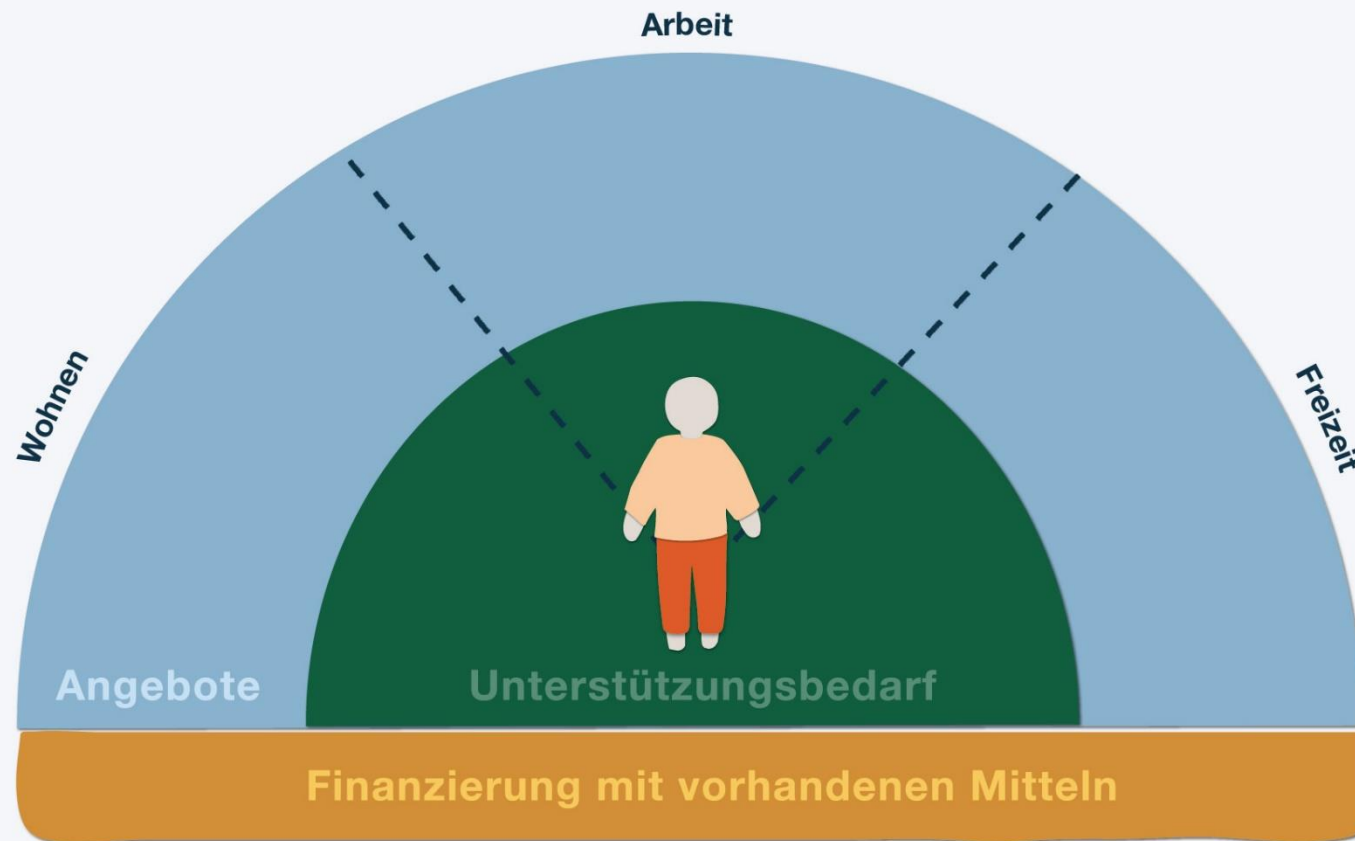 Arbeit
Wohnen
Freizeit
Angebote
Unterstützungsbedarf
Finanzierung mit vorhandenen Mitteln